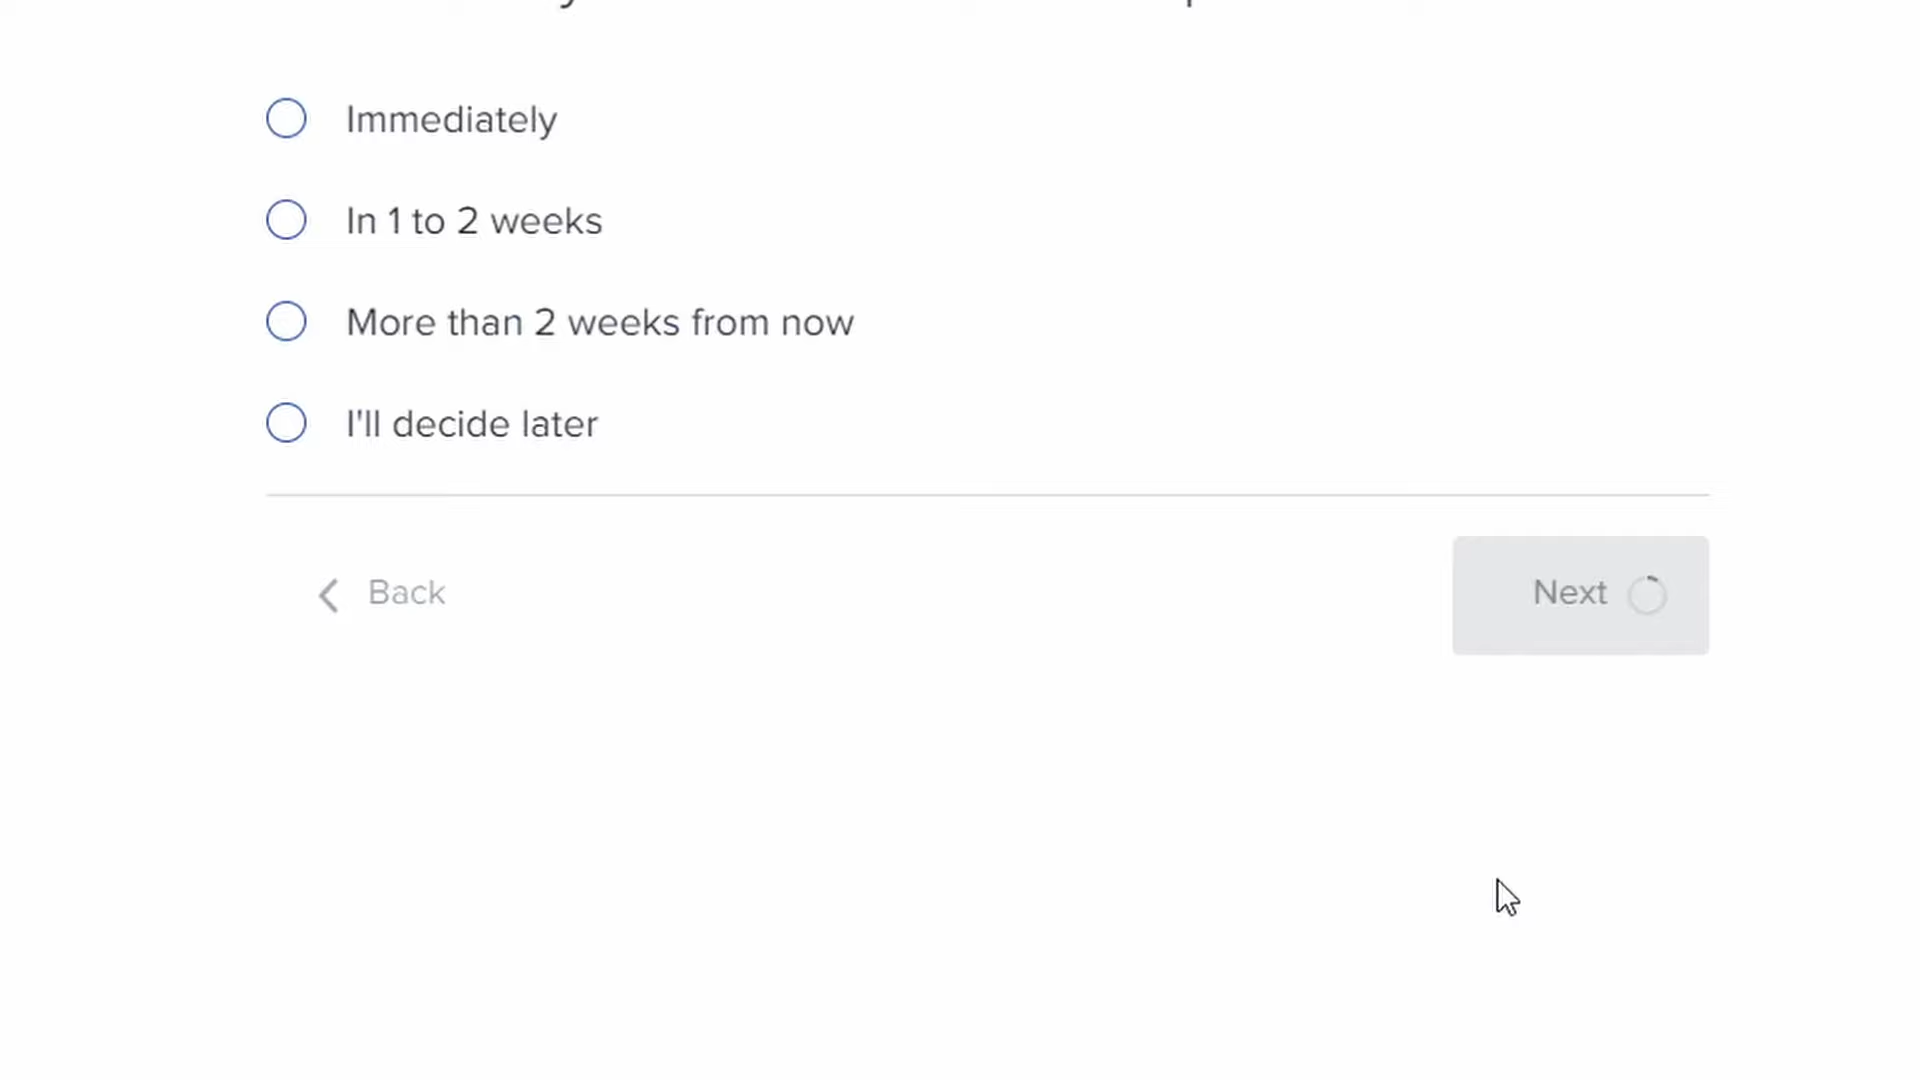 Immediately
In 1 to 2 weeks
More than 2 weeks from now
I'll decide later
Back
Next